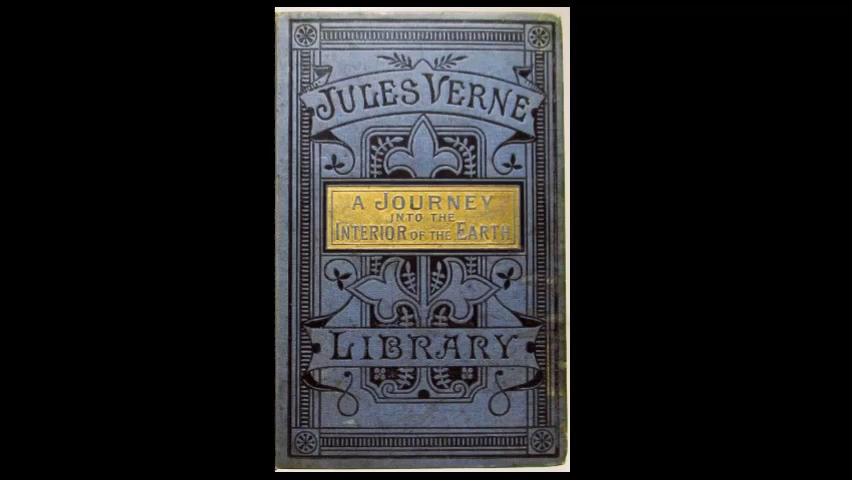 JULES VERNE
A JOURNEY
INTO THE
INTERIOR OF THE EARTH
LIBRARY